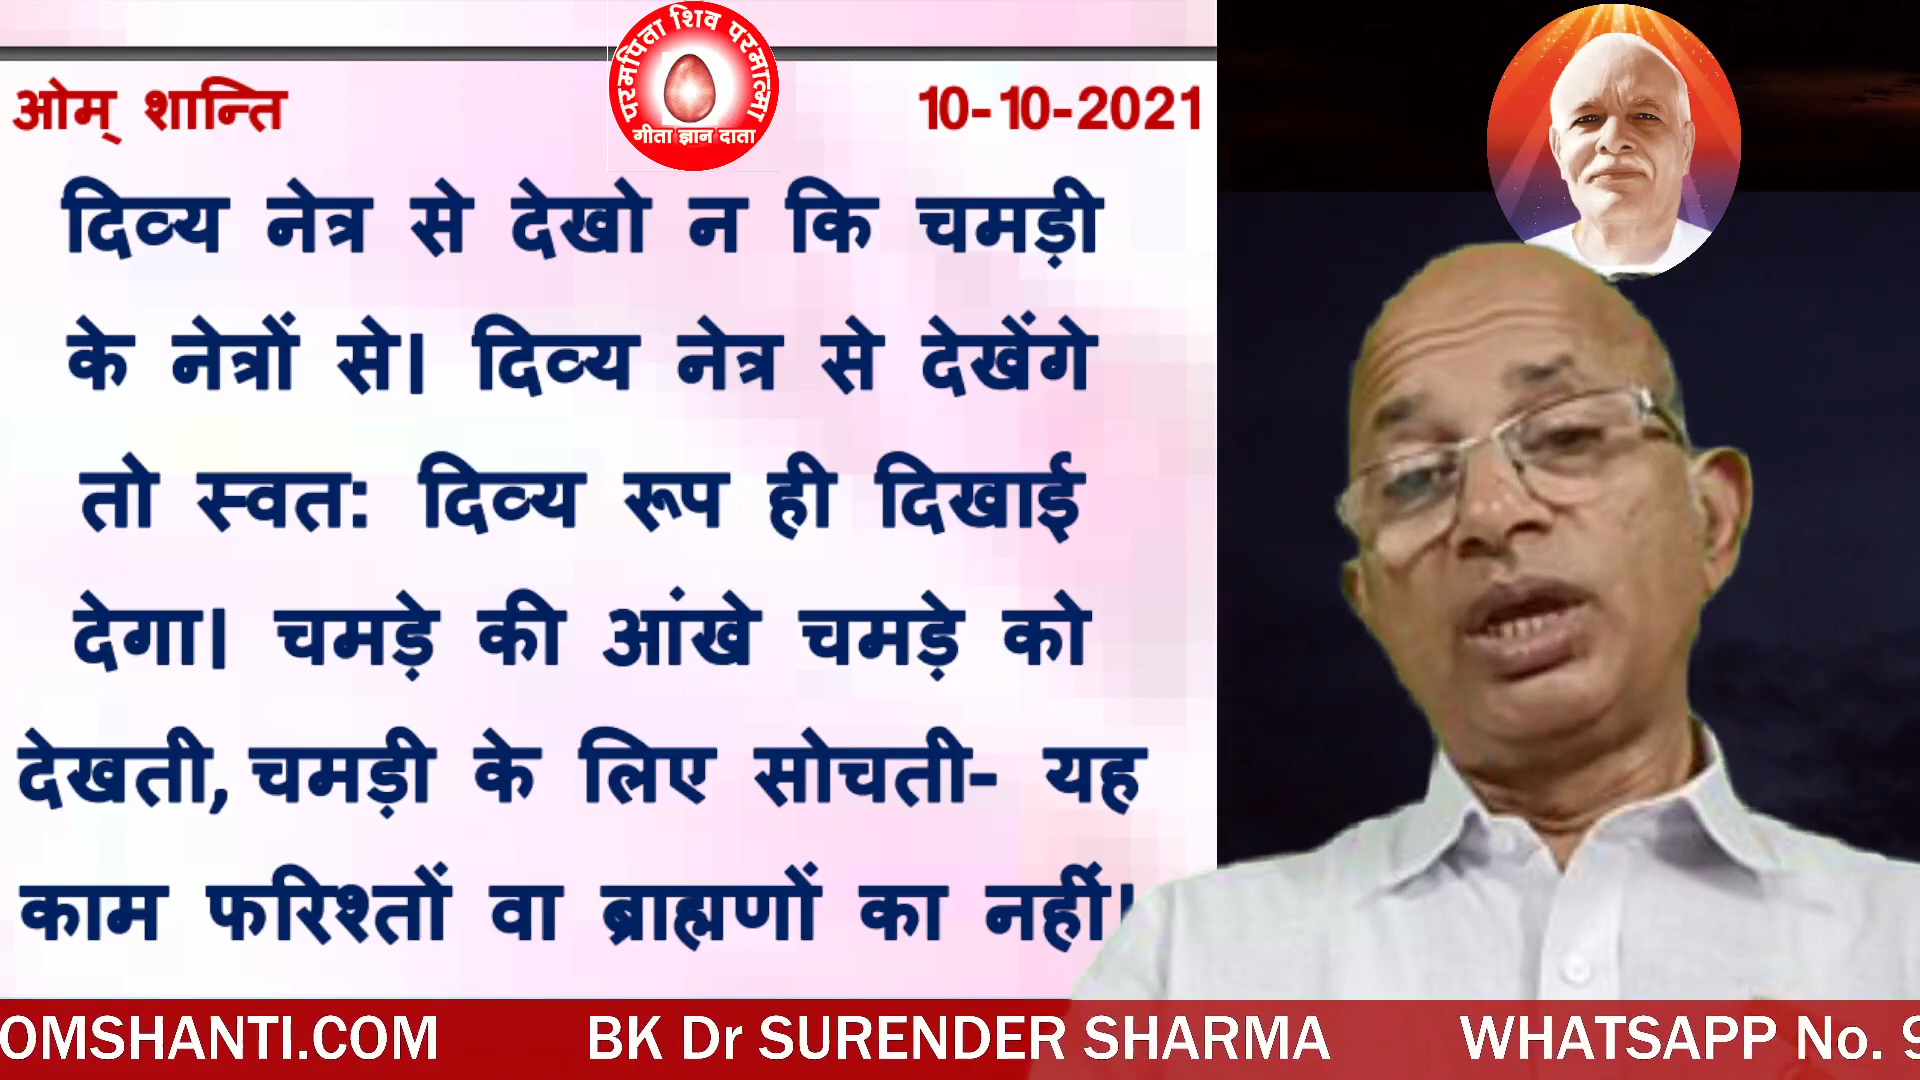 परमपिता शिव परमात्मा
गीता ज्ञान दाता
ओम् शान्ति
10-10-2021
दिव्य नेत्र से देखो न कि चमड़ी
के नेत्रों से। दिव्य नेत्र से देखेंगे
तो स्वत: दिव्य रूप ही दिखाई
देगा। चमड़े की आंखे चमड़े को
देखती, चमड़ी के लिए सोचती- यह
काम फरिश्तों वा ब्राह्मणों का नहीं।
OMSHANTI.COM BK Dr SURENDER SHARMA WHATSAPP No. 9